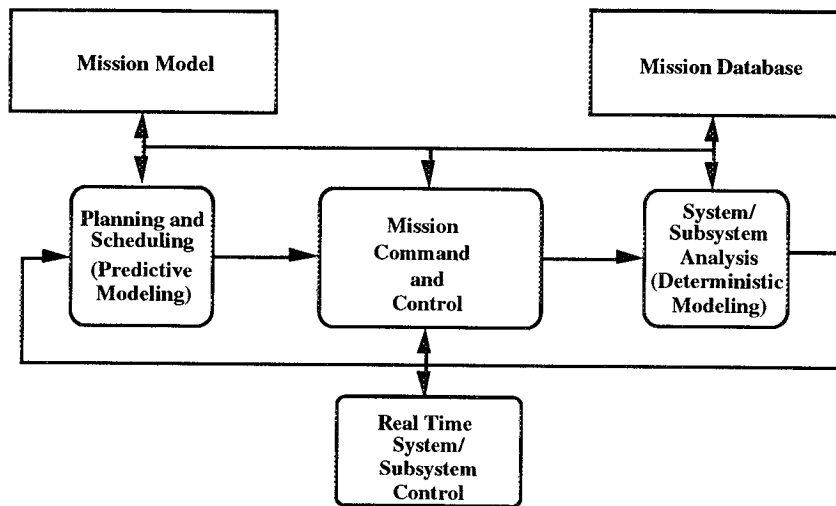 Mission Model
Mission Database
Planning and
Scheduling
(Predictive
Modeling)
Mission
Command
and
Control
System/
Subsystem
Analysis
(Deterministic
Modeling)
Real Time
System/
Subsystem
Control